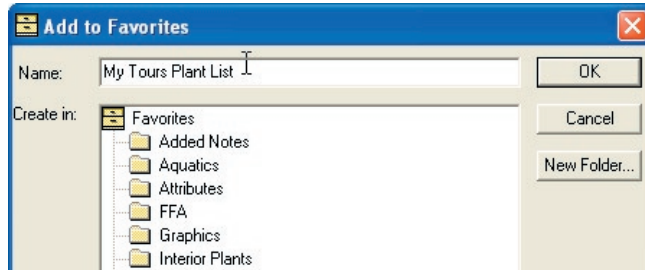 Add to Favorites
Name: My Tours Plant List OK
Create in: Favorites Cancel
Added Notes
Aquatics New Folder...
Attributes
FFA
Graphics
Interior Plants